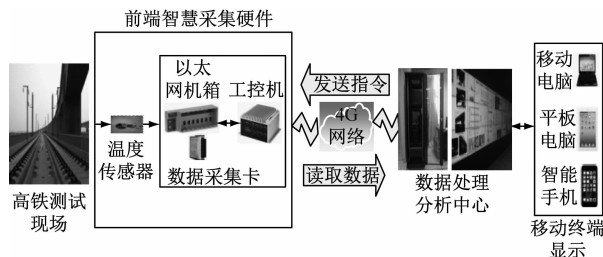 前端智慧采集硬件
以太
网机箱
工控机
温度
传感器
数据采集卡
高铁测试
现场
发送指令
4G
网络
读取数据
数据处理
分析中心
移动
电脑
平板
电脑
智能
手机
移动终端
显示